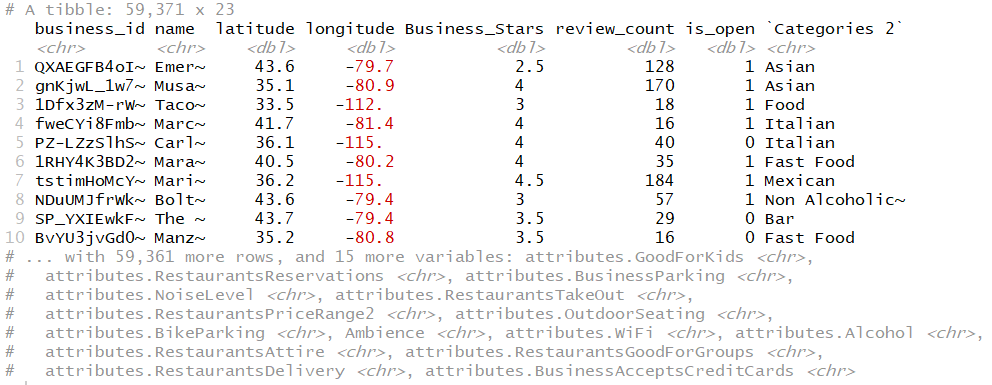 # A tibble: 59,371 x 23
business_id name latitude longitude Business_Stars review_count is_open `Categories 2`
<chr> <chr> <dbl> <dbl> <dbl> <dbl> <dbl> <chr>
1 QXAEGFB4oI~ Emer~ 43.6 -79.7 2.5 128 1 Asian
2 gnKjwL_1w7~ Musa~ 35.1 -80.9 4 170 1 Asian
3 1Dfx3zM-rW~ Taco~ 33.5 -112. 3 18 1 Food
4 fweCYi8Fmb~ Marc~ 41.7 -81.4 4 16 1 Italian
5 PZ-LZzSlhS~ Carl~ 36.1 -115. 4 40 0 Italian
6 1RHY4K3BD2~ Mara~ 40.5 -80.2 4 35 1 Fast Food
7 tstimHoMcY~ Mari~ 36.2 -115. 4.5 184 1 Mexican
8 NDuUMJfrWk~ Bolt~ 43.6 -79.4 3 57 1 Non Alcoholic~
9 SP_YXIEwkF~ The ~ 43.7 -79.4 3.5 29 0 Bar
10 BvYU3jvGdO~ Manz~ 35.2 -80.8 3.5 16 0 Fast Food
# ... with 59,361 more rows, and 15 more variables: attributes.GoodForKids <chr>,
# attributes.RestaurantsReservations <chr>, attributes.BusinessParking <chr>,
# attributes.NoiseLevel <chr>, attributes.RestaurantsTakeOut <chr>,
# attributes.RestaurantsPriceRange2 <chr>, attributes.OutdoorSeating <chr>,
# attributes.BikeParking <chr>, Ambience <chr>, attributes.WiFi <chr>, attributes.Alcohol <chr>,
# attributes.RestaurantsAttire <chr>, attributes.RestaurantsGoodForGroups <chr>,
# attributes.RestaurantsDelivery <chr>, attributes.BusinessAcceptsCreditCards <chr>